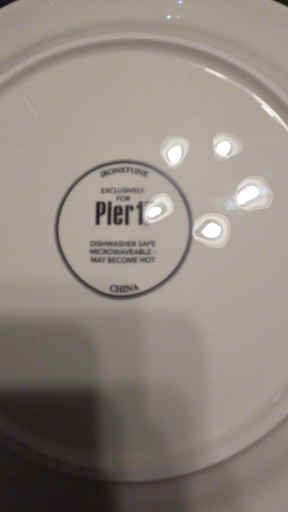 IRONSTONE
EXCLUSIVELY
FOR
Pier 1
DISHWASHER SAFE
MICROWAVEABLE -
MAY BECOME HOT
CHINA